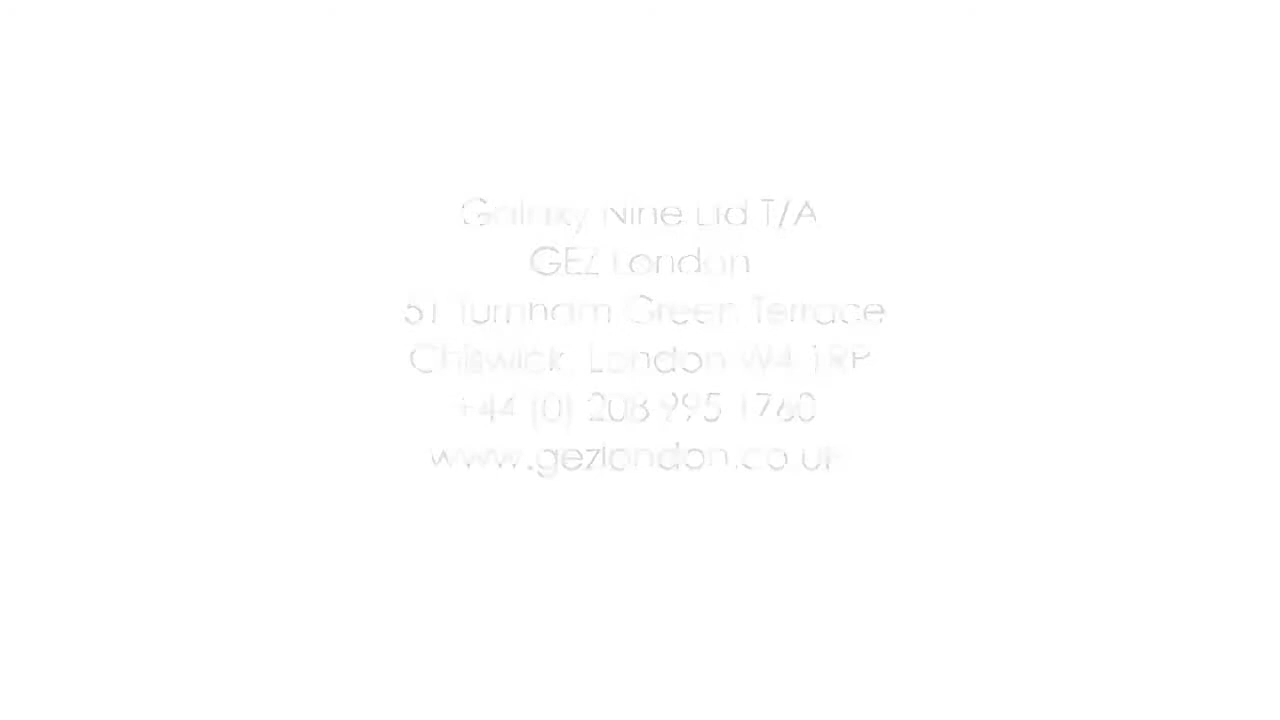 Galaxy Nine Ltd T/A
GEZ London
51 Turnham Green Terrace
Chiswick, London W4 1RP
+44 (0) 208 995 1760
www.gezlondon.co.uk